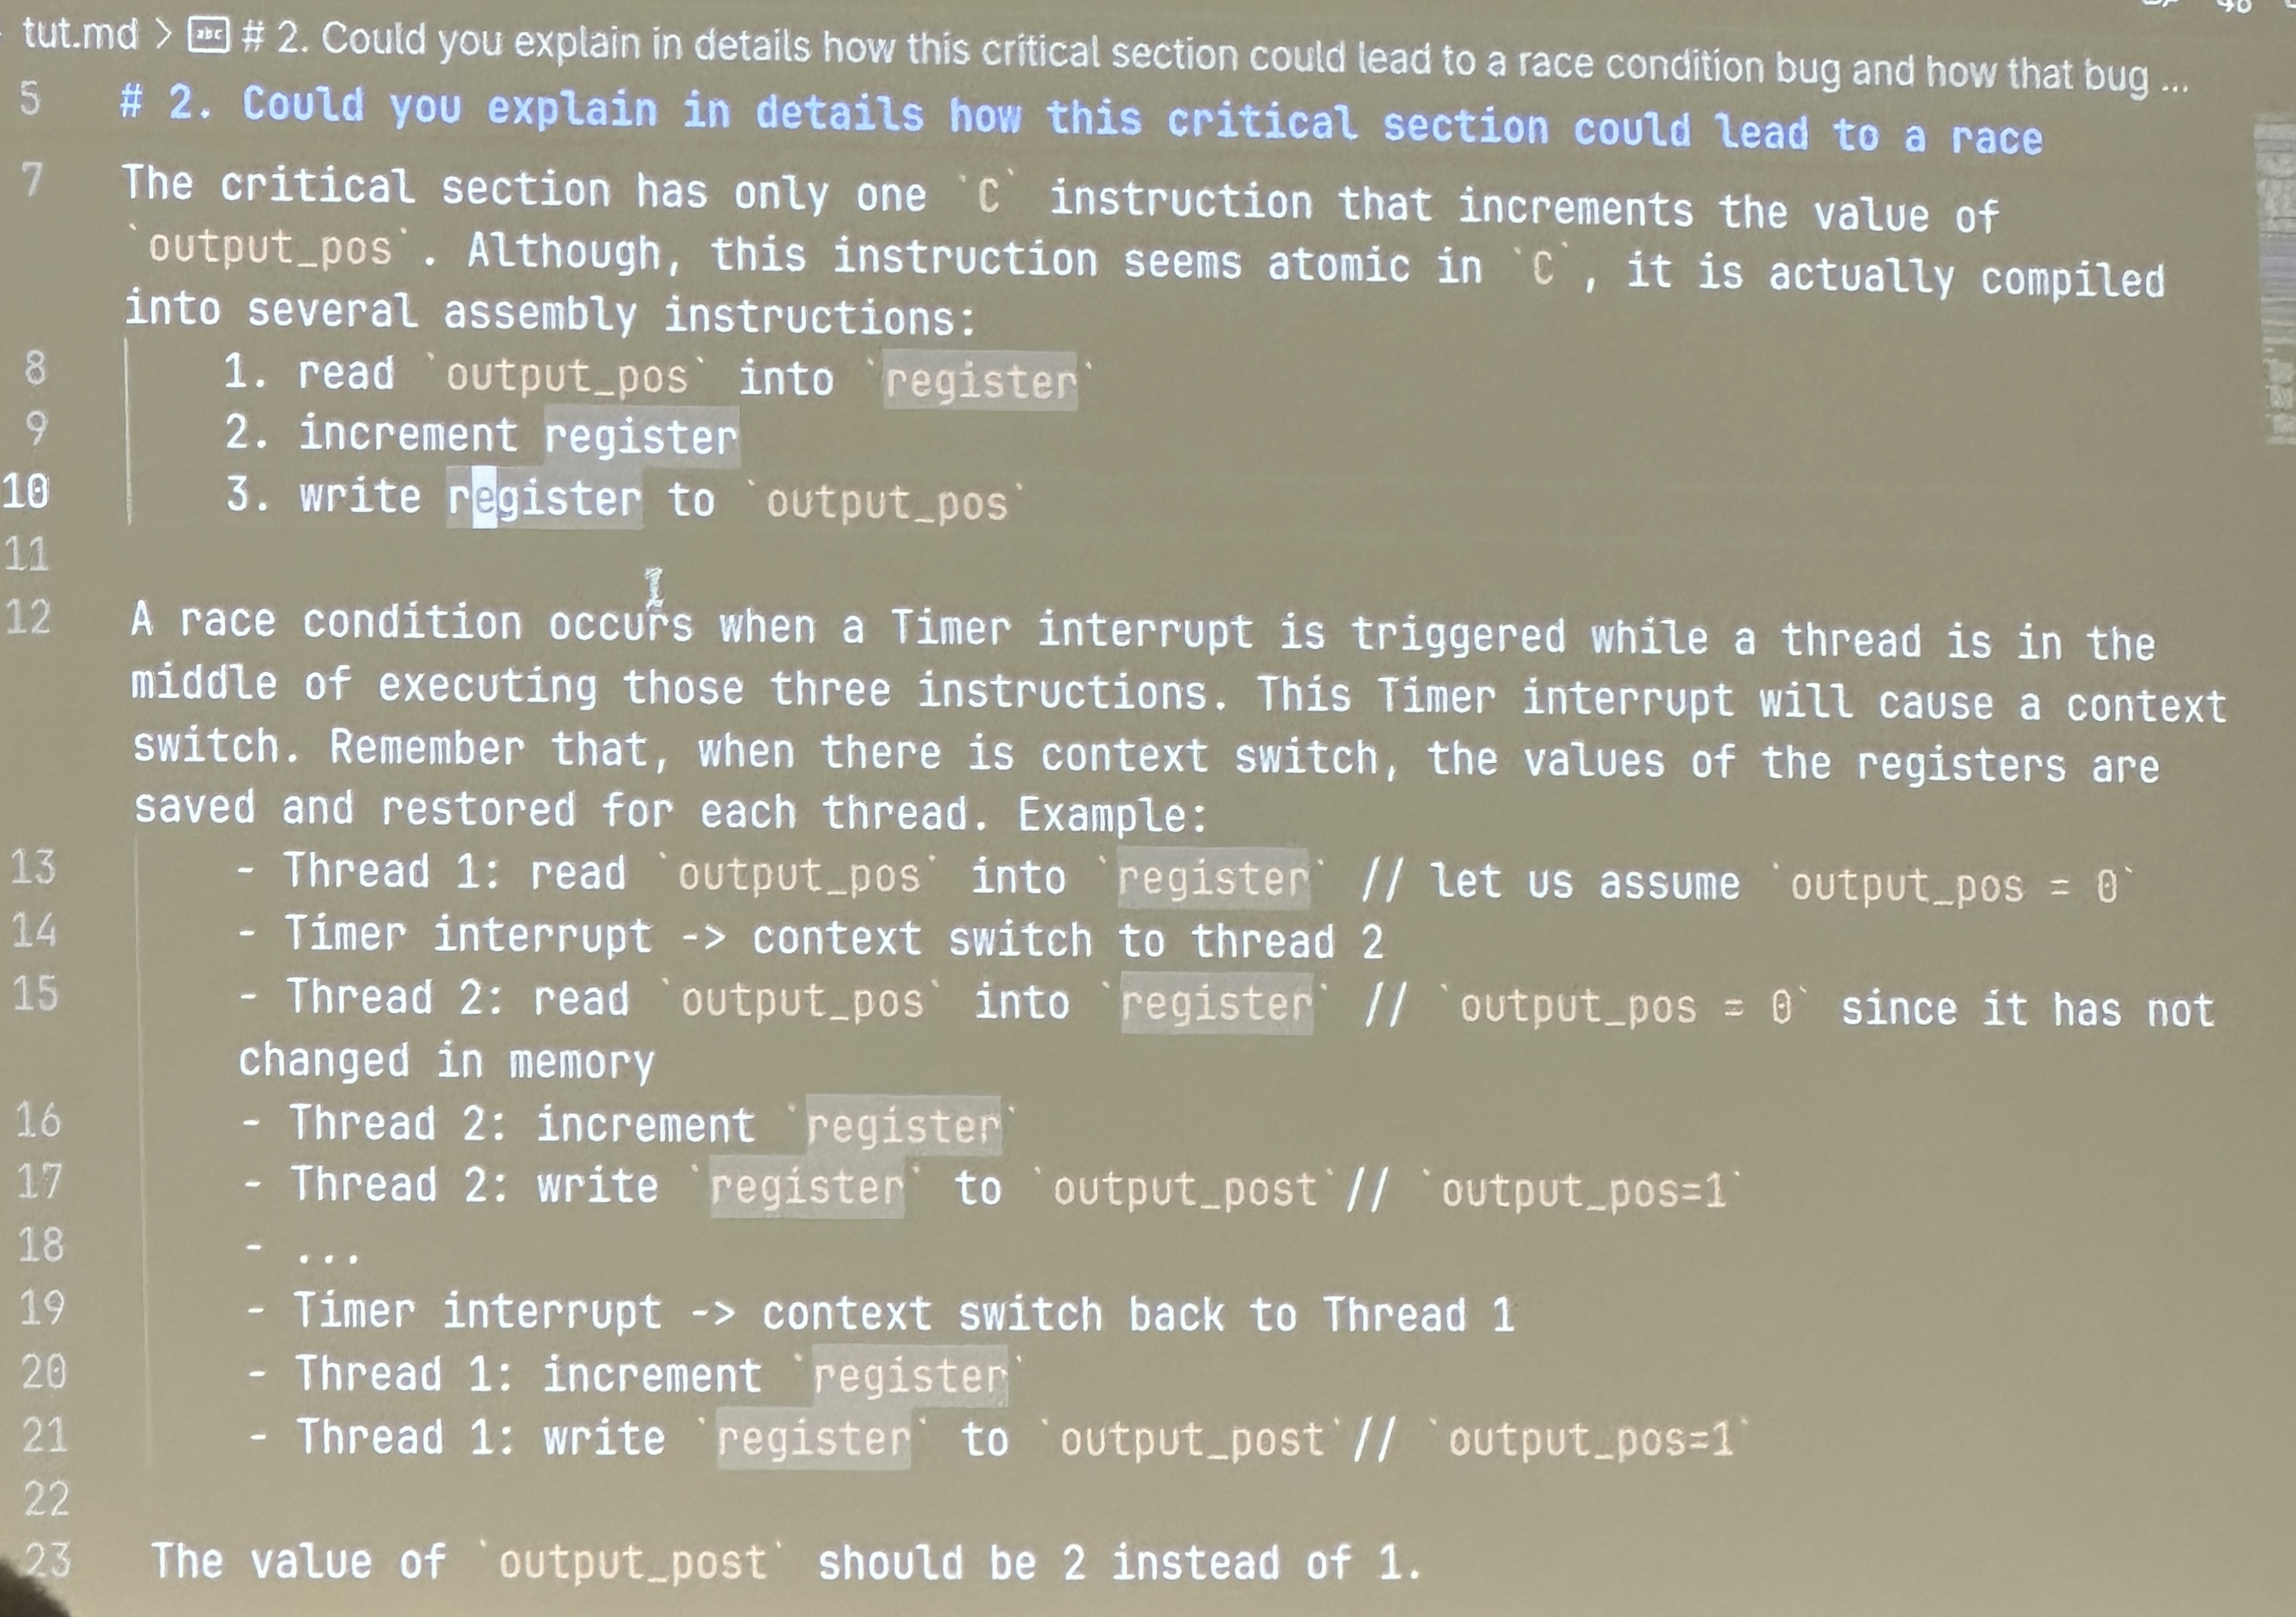 tut.md > abc # 2. Could you explain in details how this critical section could lead to a race condition bug and how that bug ...
5 # 2. Could you explain in details how this critical section could lead to a race
7 The critical section has only one `C` instruction that increments the value of
`output_pos`. Although, this instruction seems atomic in `C`, it is actually compiled
into several assembly instructions:
8 1. read `output_pos` into `register`
9 2. increment register
10 3. write register to `output_pos`
11
12 A race condition occurs when a Timer interrupt is triggered while a thread is in the
middle of executing those three instructions. This Timer interrupt will cause a context
switch. Remember that, when there is context switch, the values of the registers are
saved and restored for each thread. Example:
13 - Thread 1: read `output_pos` into `register` // let us assume `output_pos = 0`
14 - Timer interrupt -> context switch to thread 2
15 - Thread 2: read `output_pos` into `register` // `output_pos = 0` since it has not
changed in memory
16 - Thread 2: increment `register`
17 - Thread 2: write `register` to `output_post`// `output_pos=1`
18 - ...
19 - Timer interrupt -> context switch back to Thread 1
20 - Thread 1: increment `register`
21 - Thread 1: write `register` to `output_post`// `output_pos=1`
22
23 The value of `output_post` should be 2 instead of 1.